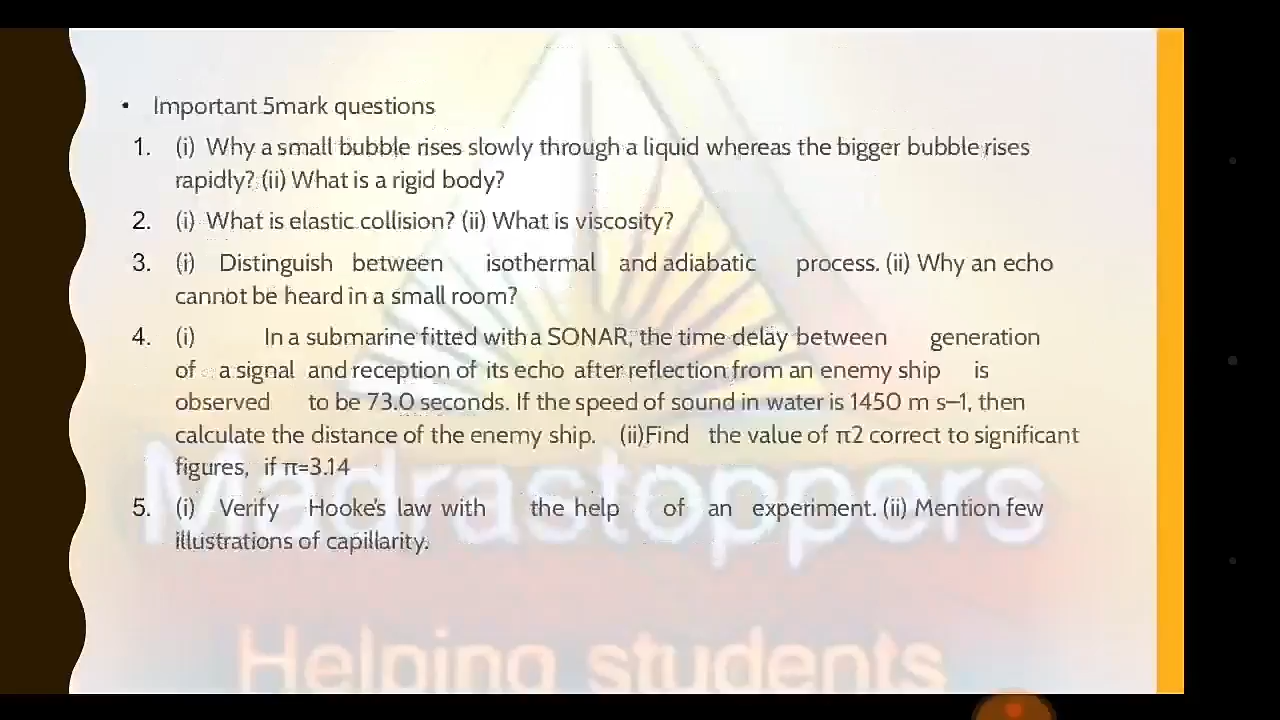 • Important 5mark questions
1. (i) Why a small bubble rises slowly through a liquid whereas the bigger bubble rises
rapidly? (ii) What is a rigid body?
2. (i) What is elastic collision? (ii) What is viscosity?
3. (i) Distinguish between isothermal and adiabatic process. (ii) Why an echo
cannot be heard in a small room?
4. (i) In a submarine fitted with a SONAR, the time delay between generation
of a signal and reception of its echo after reflection from an enemy ship is
observed to be 73.0 seconds. If the speed of sound in water is 1450 m s–1, then
calculate the distance of the enemy ship. (ii)Find the value of π2 correct to significant
figures, if π=3.14
5. (i) Verify Hooke's law with the help of an experiment. (ii) Mention few
illustrations of capillarity.
Madrastoppers
Helping students